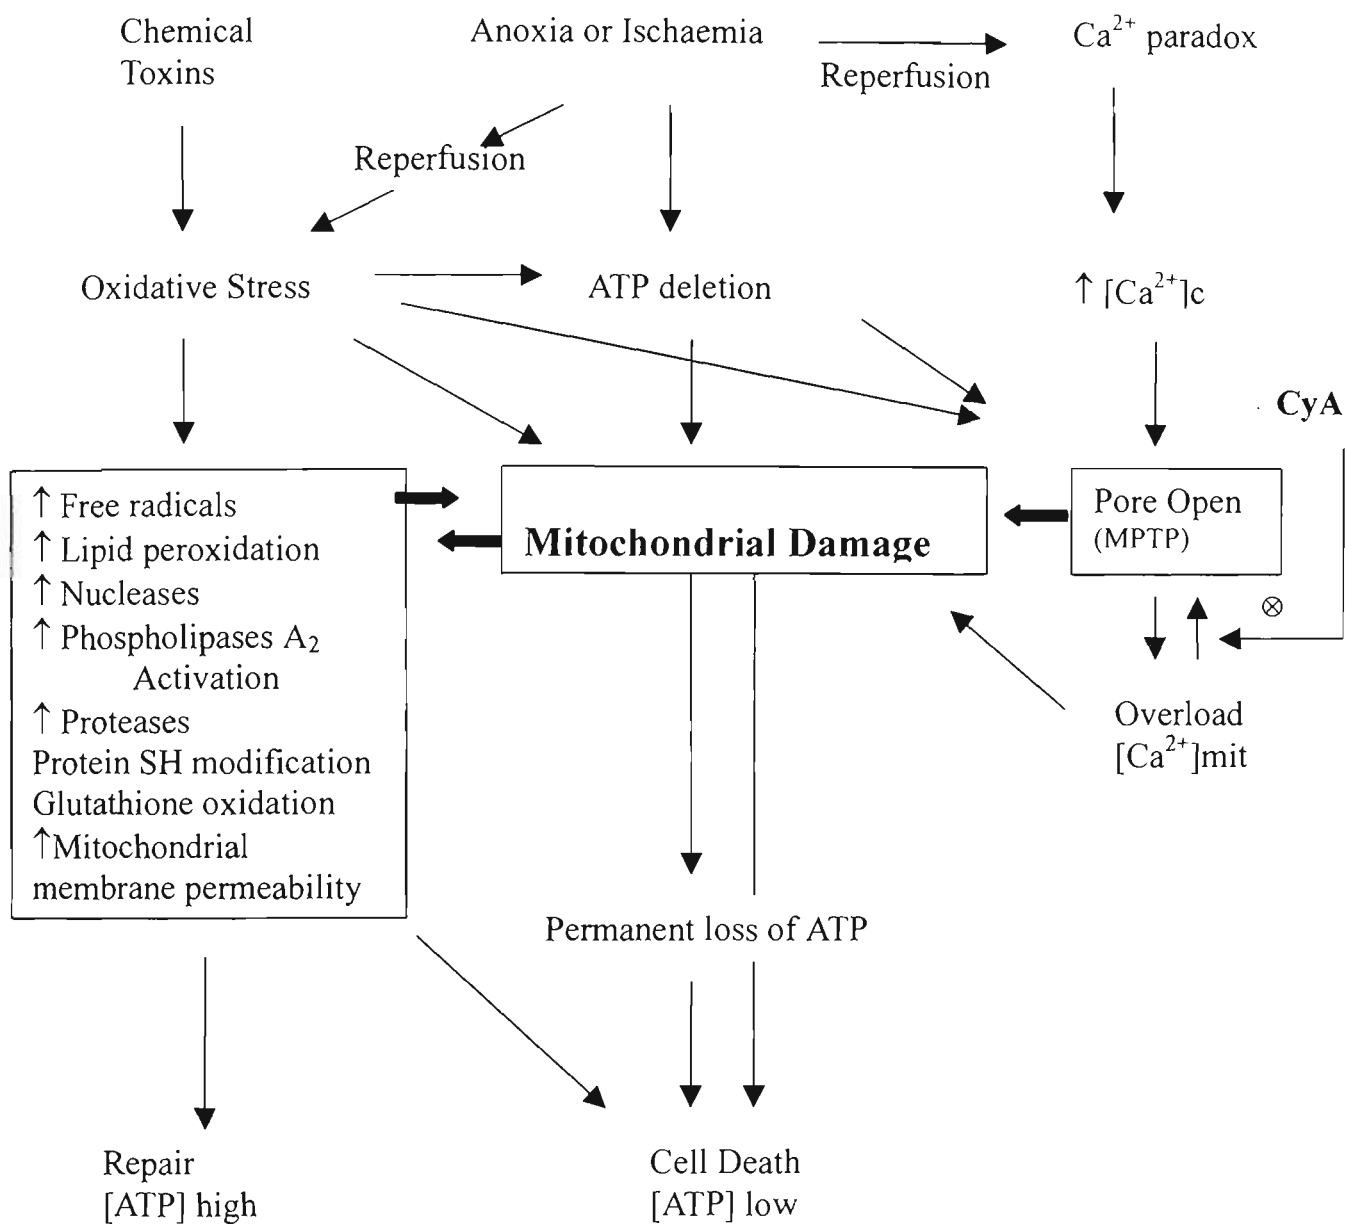 Chemical
Toxins
Anoxia or Ischaemia
Reperfusion
Ca²⁺ paradox
Reperfusion
Oxidative Stress
ATP deletion
↑ [Ca²⁺]c
CyA
↑ Free radicals
↑ Lipid peroxidation
↑ Nucleases
↑ Phospholipases A₂
Activation
↑ Proteases
Protein SH modification
Glutathione oxidation
↑Mitochondrial
membrane permeability
Mitochondrial Damage
Pore Open
(MPTP)
⊗
Overload
[Ca²⁺]mit
Permanent loss of ATP
Repair
[ATP] high
Cell Death
[ATP] low